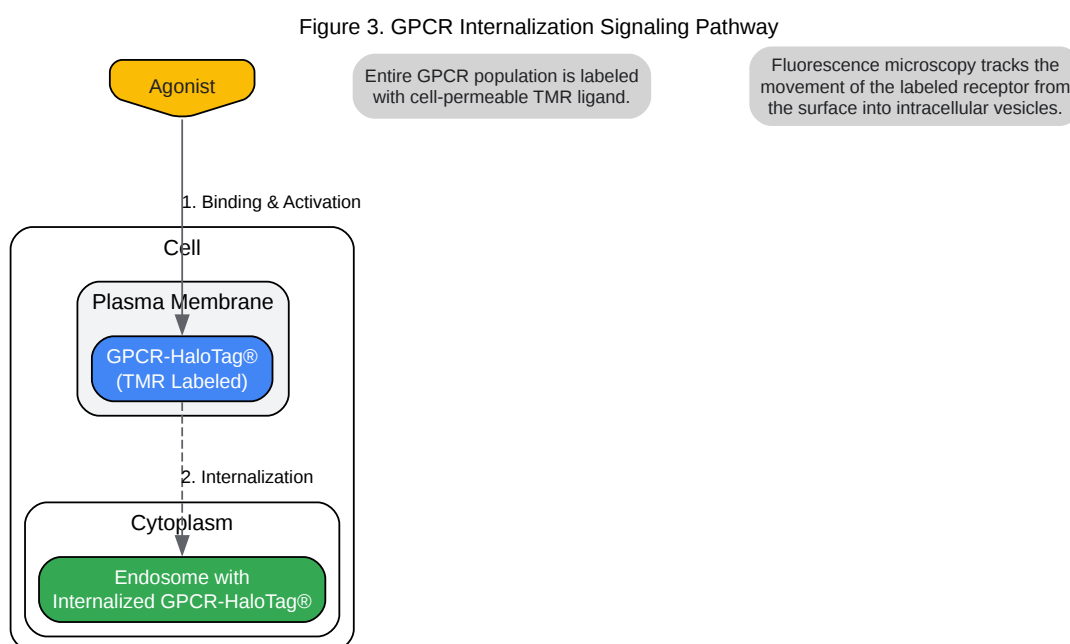 Figure 3. GPCR Internalization Signaling Pathway
Agonist
Entire GPCR population is labeled
with cell-permeable TMR ligand.
Fluorescence microscopy tracks the
movement of the labeled receptor from
the surface into intracellular vesicles.
1. Binding & Activation
Cell
Plasma Membrane
GPCR-HaloTag®
(TMR Labeled)
2. Internalization
Cytoplasm
Endosome with
Internalized GPCR-HaloTag®